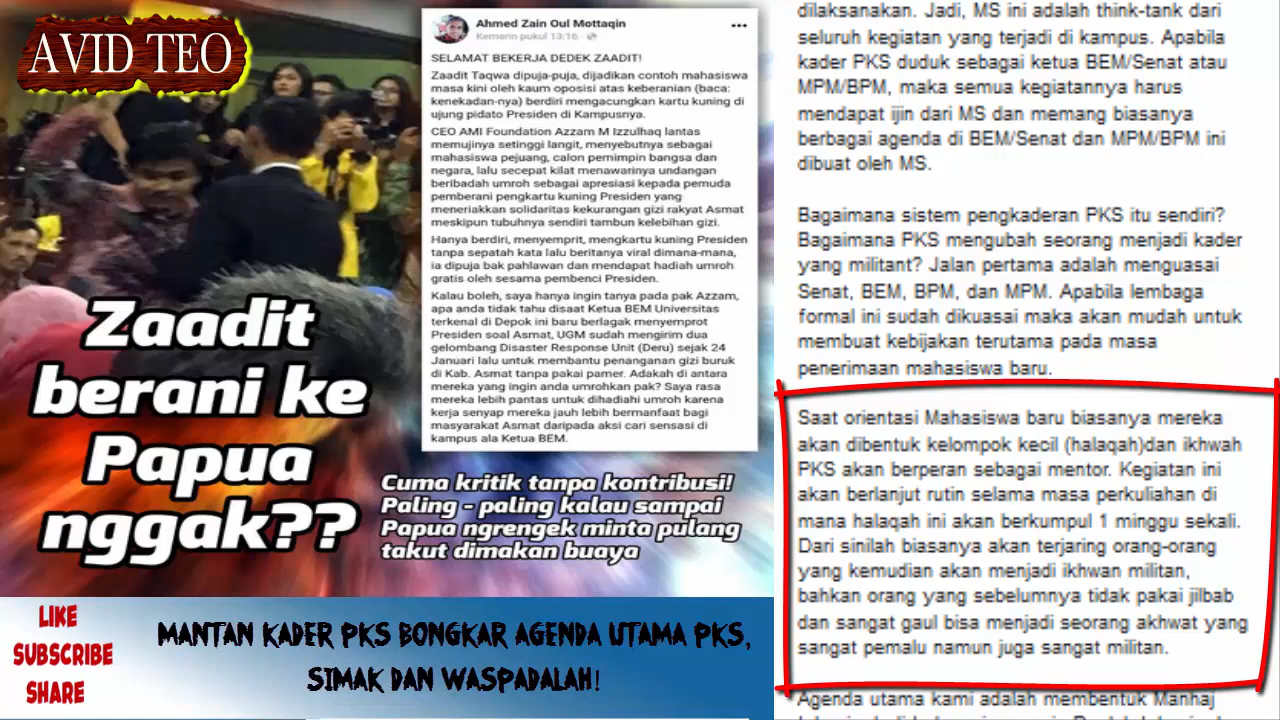 AVID TEO
Ahmed Zain Oul Mottaqin
Kemarin pukul 13:16
SELAMAT BEKERJA DEDEK ZAADIT!
Zaadit Taqwa dipuja-puja, dijadikan contoh mahasiswa
masa kini oleh kaum oposisi atas keberanian (baca:
kenekadan-nya) berdiri mengacungkan kartu kuning di
ujung pidato Presiden di Kampusnya.
CEO AMI Foundation Azzam M Izzulhaq lantas
memujinya setinggi langit, menyebutnya sebagai
mahasiswa pejuang, calon pemimpin bangsa dan
negara, lalu secepat kilat menawarinya undangan
beribadah umroh sebagai apresiasi kepada pemuda
pemberani pengkartu kuning Presiden yang
meneriakkan solidaritas kekurangan gizi rakyat Asmat
meskipun tubuhnya sendiri tambun kelebihan gizi.
Hanya berdiri, menyemprit, mengkartu kuning Presiden
tanpa sepatah kata lalu beritanya viral dimana-mana,
ia dipuja bak pahlawan dan mendapat hadiah umroh
gratis oleh sesama pembenci Presiden.
Kalau boleh, saya hanya ingin tanya pada pak Azzam,
apa anda tidak tahu disaat Ketua BEM Universitas
terkenal di Depok ini baru berlagak menyemprot
Presiden soal Asmat, UGM sudah mengirim dua
gelombang Disaster Response Unit (Deru) sejak 24
Januari lalu untuk membantu penanganan gizi buruk
di Kab. Asmat tanpa pakai pamer. Adakah di antara
mereka yang ingin anda umrohkan pak? Saya rasa
mereka lebih pantas untuk dihadiahi umroh karena
kerja senyap mereka jauh lebih bermanfaat bagi
masyarakat Asmat daripada aksi cari sensasi di
kampus ala Ketua BEM.
Zaadit
berani ke
Papua
nggak??
Cuma kritik tanpa kontribusi!
Paling - paling kalau sampai
Papua ngrengek minta pulang
takut dimakan buaya
LIKE
SUBSCRIBE
SHARE
MANTAN KADER PKS BONGKAR AGENDA UTAMA PKS,
SIMAK DAN WASPADALAH!
dilaksanakan. Jadi, MS ini adalah think-tank dari
seluruh kegiatan yang terjadi di kampus. Apabila
kader PKS duduk sebagai ketua BEM/Senat atau
MPM/BPM, maka semua kegiatannya harus
mendapat ijin dari MS dan memang biasanya
berbagai agenda di BEM/Senat dan MPM/BPM ini
dibuat oleh MS.
Bagaimana sistem pengkaderan PKS itu sendiri?
Bagaimana PKS mengubah seorang menjadi kader
yang militant? Jalan pertama adalah menguasai
Senat, BEM, BPM, dan MPM. Apabila lembaga
formal ini sudah dikuasai maka akan mudah untuk
membuat kebijakan terutama pada masa
penerimaan mahasiswa baru.
Saat orientasi Mahasiswa baru biasanya mereka
akan dibentuk kelompok kecil (halaqah)dan ikhwah
PKS akan berperan sebagai mentor. Kegiatan ini
akan berlanjut rutin selama masa perkuliahan di
mana halaqah ini akan berkumpul 1 minggu sekali.
Dari sinilah biasanya akan terjaring orang-orang
yang kemudian akan menjadi ikhwan militan,
bahkan orang yang sebelumnya tidak pakai jilbab
dan sangat gaul bisa menjadi seorang akhwat yang
sangat pemalu namun juga sangat militan.
Agenda utama kami adalah membentuk Manhaj